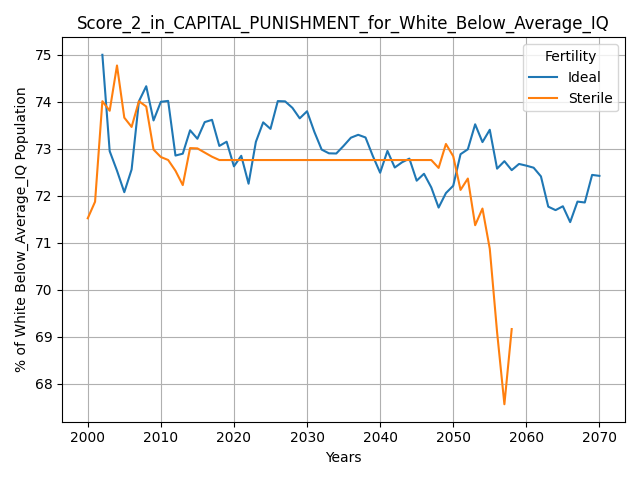 Score_2_in_CAPITAL_PUNISHMENT_for_White_Below_Average_IQ
% of White Below_Average_IQ Population
75
74
73
72
71
70
69
68
Fertility
Ideal
Sterile
2000 2010 2020 2030 2040 2050 2060 2070
Years